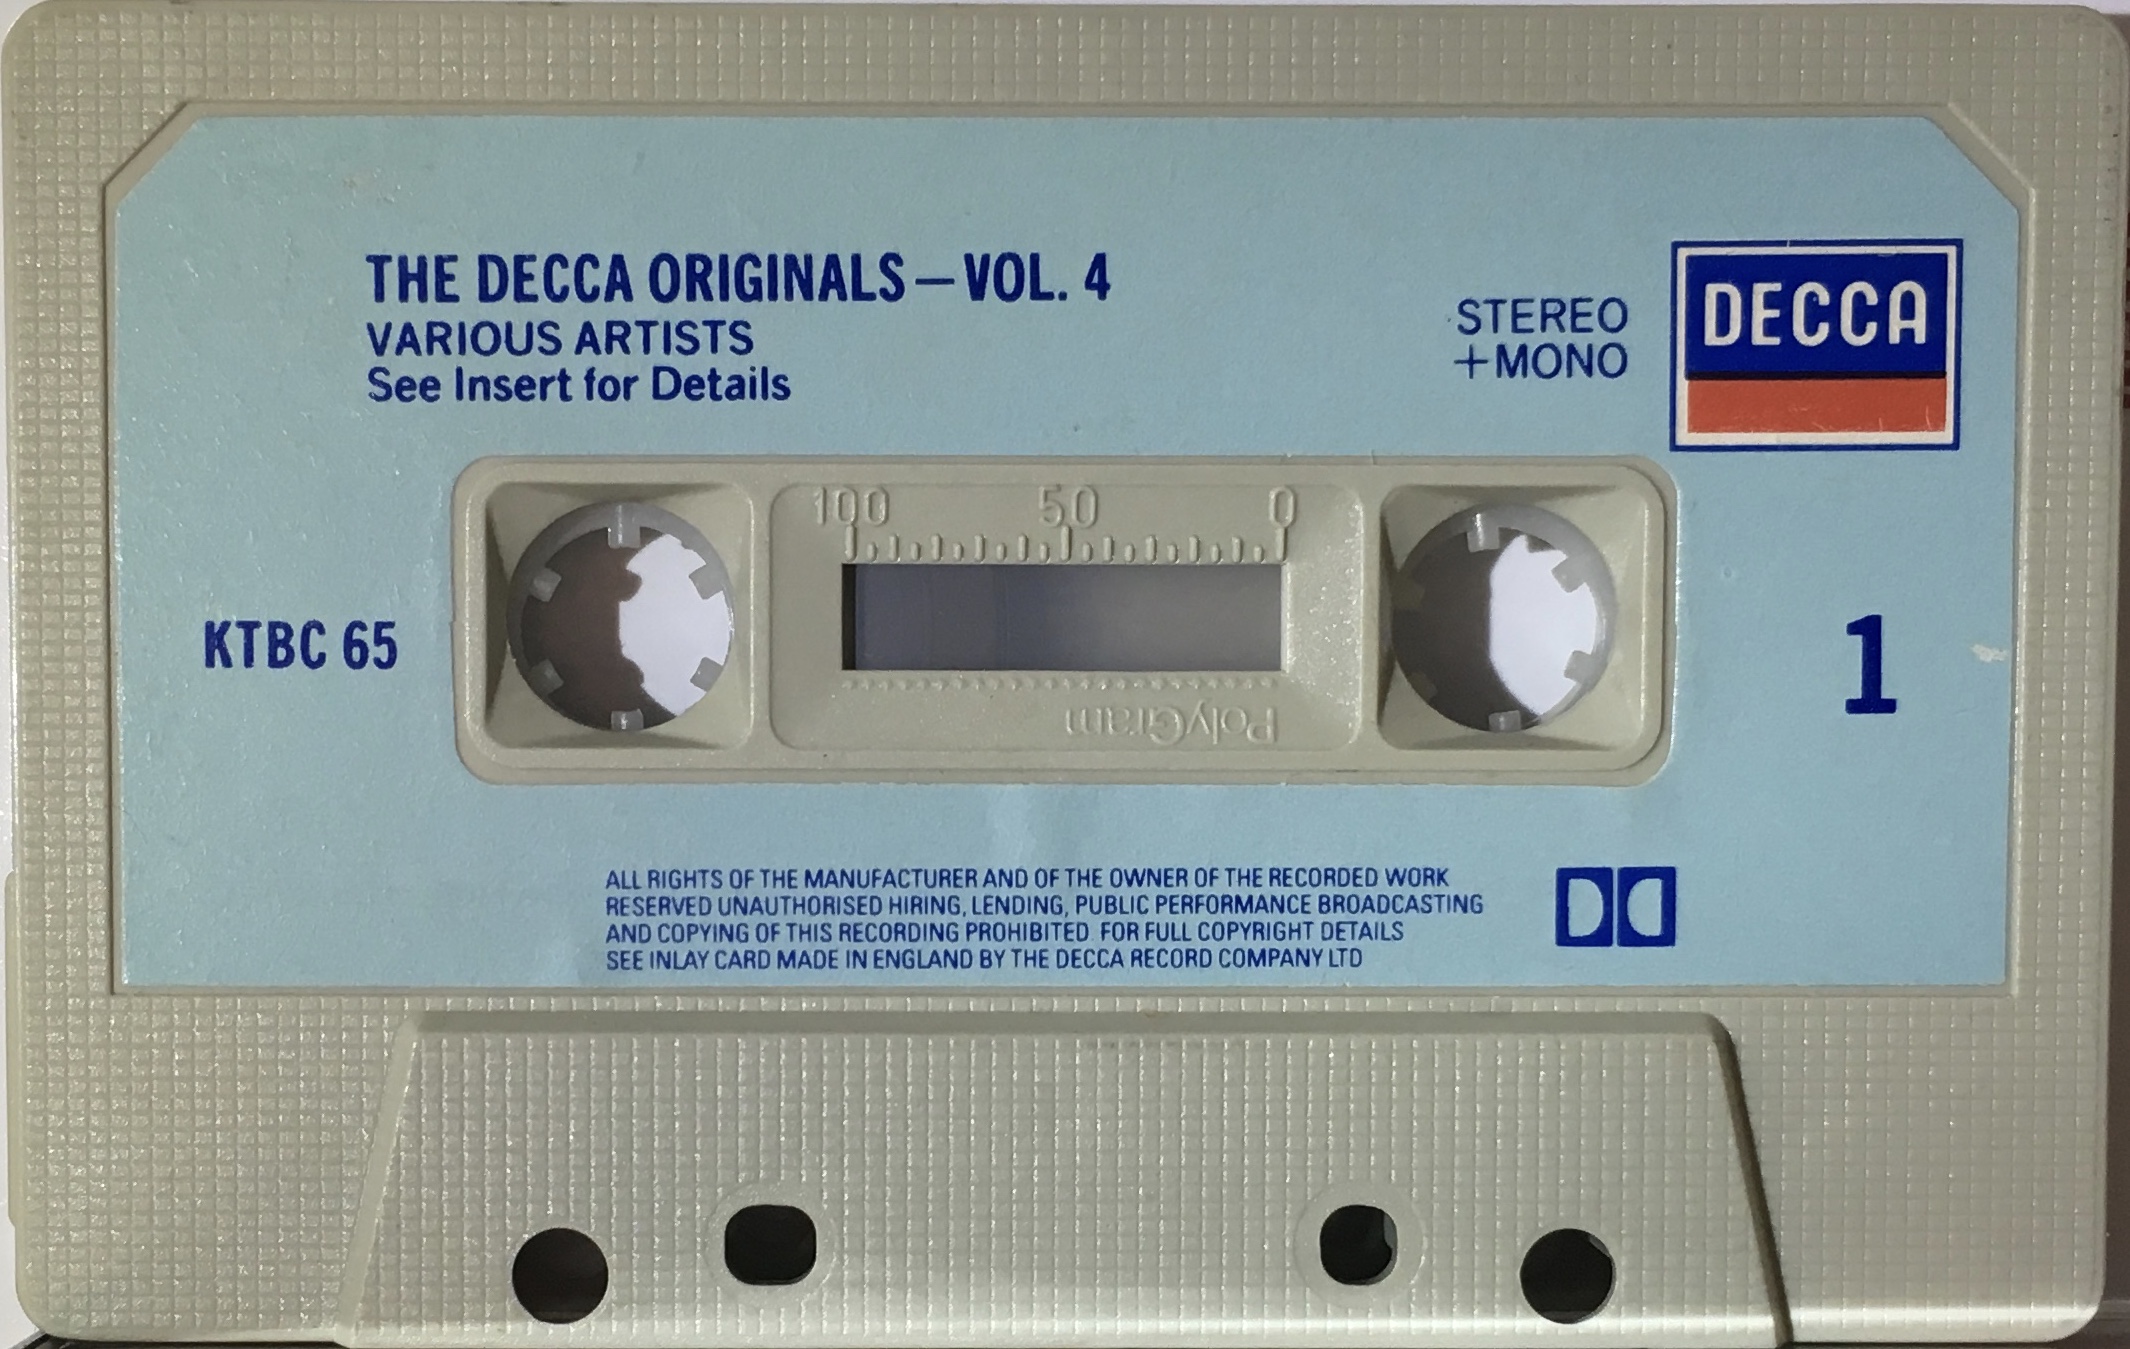 THE DECCA ORIGINALS — VOL. 4
VARIOUS ARTISTS
See Insert for Details
STEREO
+MONO
DECCA
100 50 0
KTBC 65
PolyGram
1
ALL RIGHTS OF THE MANUFACTURER AND OF THE OWNER OF THE RECORDED WORK
RESERVED UNAUTHORISED HIRING, LENDING, PUBLIC PERFORMANCE BROADCASTING
AND COPYING OF THIS RECORDING PROHIBITED. FOR FULL COPYRIGHT DETAILS
SEE INLAY CARD MADE IN ENGLAND BY THE DECCA RECORD COMPANY LTD